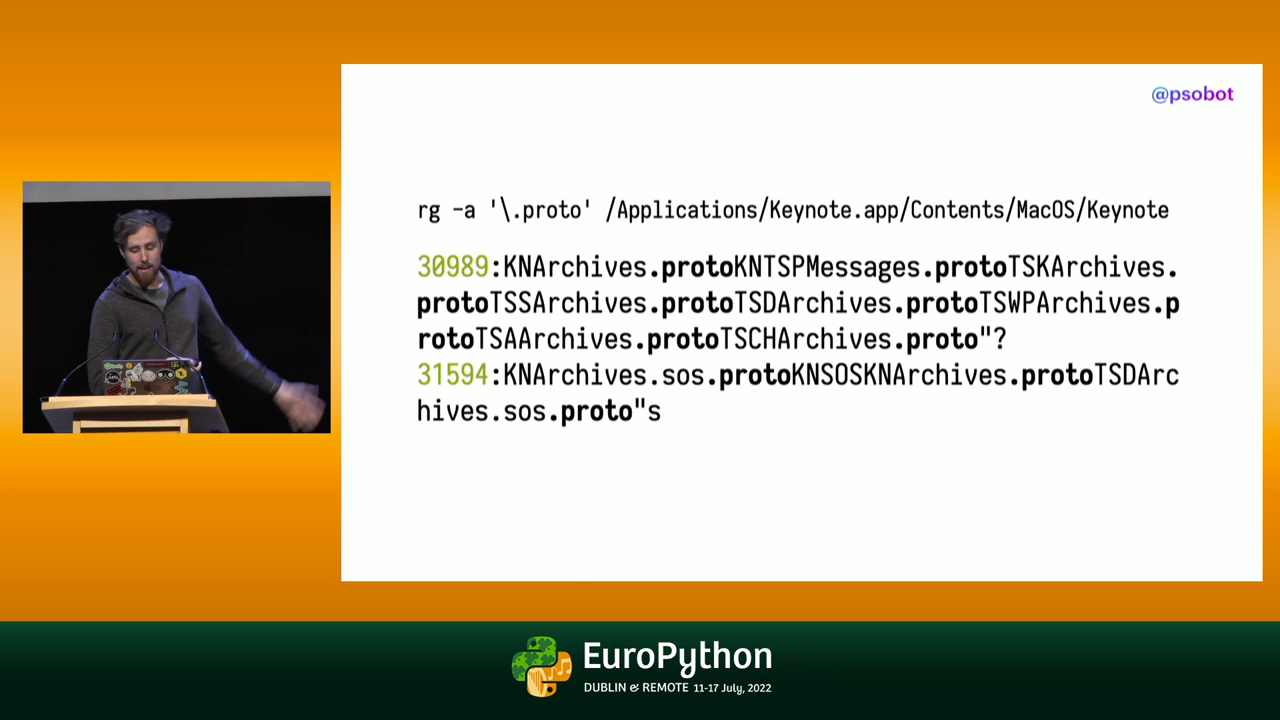 @psobot
rg -a '\.proto' /Applications/Keynote.app/Contents/MacOS/Keynote
30989:KNArchives.protoKNTSPMessages.protoTSKArchives.
protoTSSArchives.protoTSDArchives.protoTSWPArchives.p
rotoTSAArchives.protoTSCHArchives.proto"?
31594:KNArchives.sos.protoKNSOSKNArchives.protoTSDArc
hives.sos.proto"s
EuroPython
DUBLIN & REMOTE 11-17 July, 2022